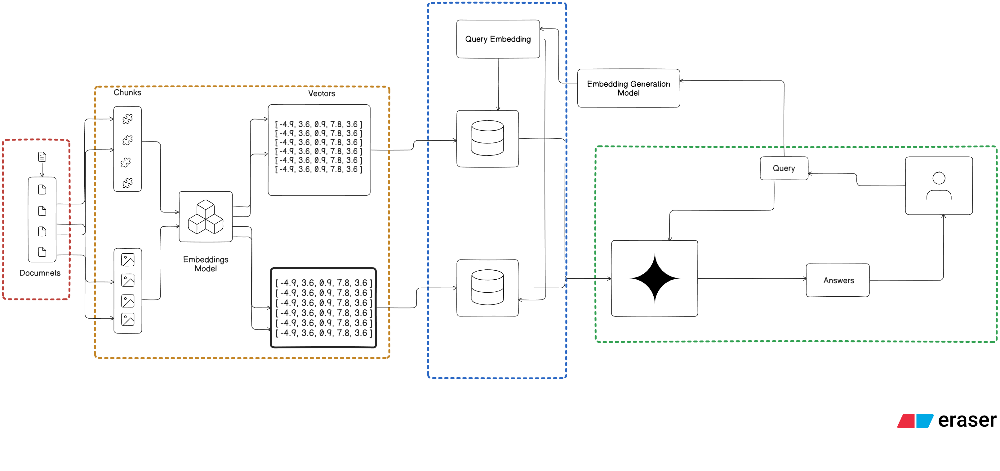 Query Embedding
Embedding Generation
Model
Chunks
Vectors
[ -4.9, 3.6, 0.9, 7.8, 3.6 ]
[ -4.9, 3.6, 0.9, 7.8, 3.6 ]
[ -4.9, 3.6, 0.9, 7.8, 3.6 ]
[ -4.9, 3.6, 0.9, 7.8, 3.6 ]
[ -4.9, 3.6, 0.9, 7.8, 3.6 ]
[ -4.9, 3.6, 0.9, 7.8, 3.6 ]
Query
Embeddings
Model
Documnets
[ -4.9, 3.6, 0.9, 7.8, 3.6 ]
[ -4.9, 3.6, 0.9, 7.8, 3.6 ]
[ -4.9, 3.6, 0.9, 7.8, 3.6 ]
[ -4.9, 3.6, 0.9, 7.8, 3.6 ]
[ -4.9, 3.6, 0.9, 7.8, 3.6 ]
[ -4.9, 3.6, 0.9, 7.8, 3.6 ]
Answers
eraser